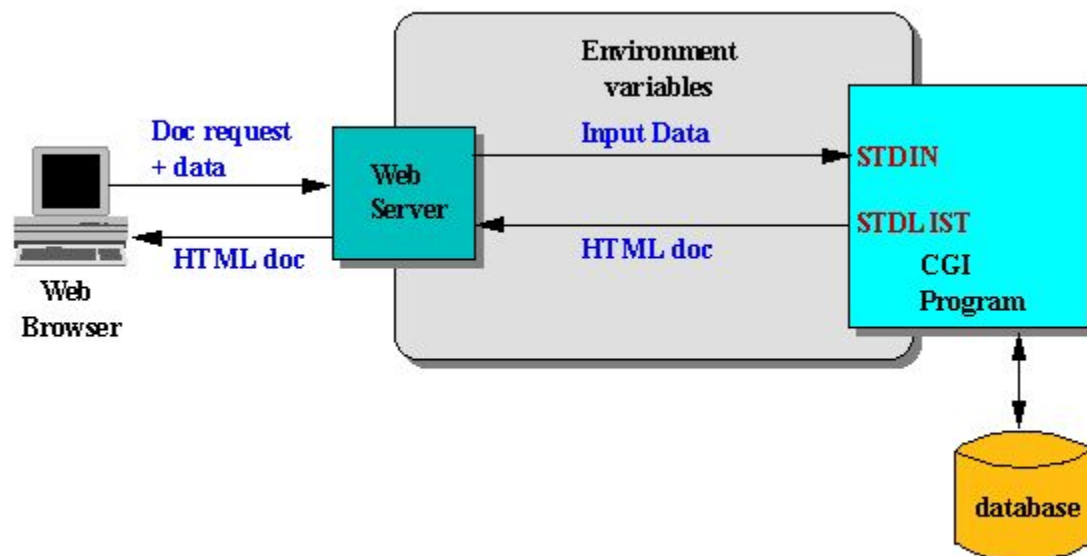 Environment
variables
Doc request
+ data
Input Data
Web
Server
STDIN
STDLIST
HTML doc
HTML doc
CGI
Program
Web
Browser
database